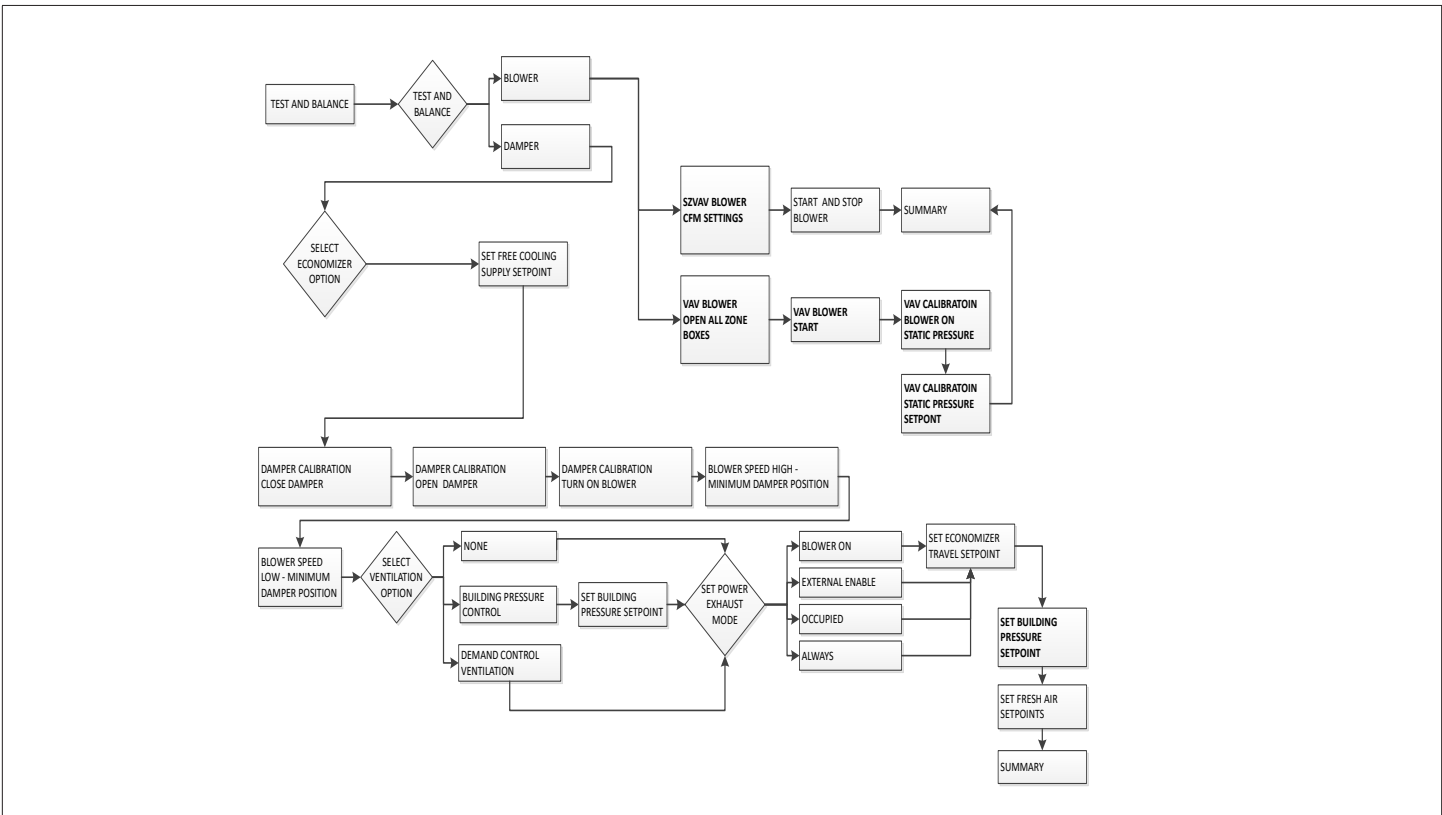 TEST AND BALANCE
TEST AND
BALANCE
BLOWER
DAMPER
SZVAV BLOWER
CFM SETTINGS
START AND STOP
BLOWER
SUMMARY
SELECT
ECONOMIZER
OPTION
SET FREE COOLING
SUPPLY SETPOINT
VAV BLOWER
OPEN ALL ZONE
BOXES
VAV BLOWER
START
VAV CALIBRATOIN
BLOWER ON
STATIC PRESSURE
VAV CALIBRATOIN
STATIC PRESSURE
SETPONT
DAMPER CALIBRATION
CLOSE DAMPER
DAMPER CALIBRATION
OPEN DAMPER
DAMPER CALIBRATION
TURN ON BLOWER
BLOWER SPEED HIGH -
MINIMUM DAMPER POSITION
BLOWER SPEED
LOW - MINIMUM
DAMPER POSITION
SELECT
VENTILATION
OPTION
NONE
BUILDING PRESSURE
CONTROL
SET BUILDING
PRESSURE SETPOINT
DEMAND CONTROL
VENTILATION
SET POWER
EXHAUST
MODE
BLOWER ON
EXTERNAL ENABLE
OCCUPIED
ALWAYS
SET ECONOMIZER
TRAVEL SETPOINT
SET BUILDING
PRESSURE
SETPOINT
SET FRESH AIR
SETPOINTS
SUMMARY